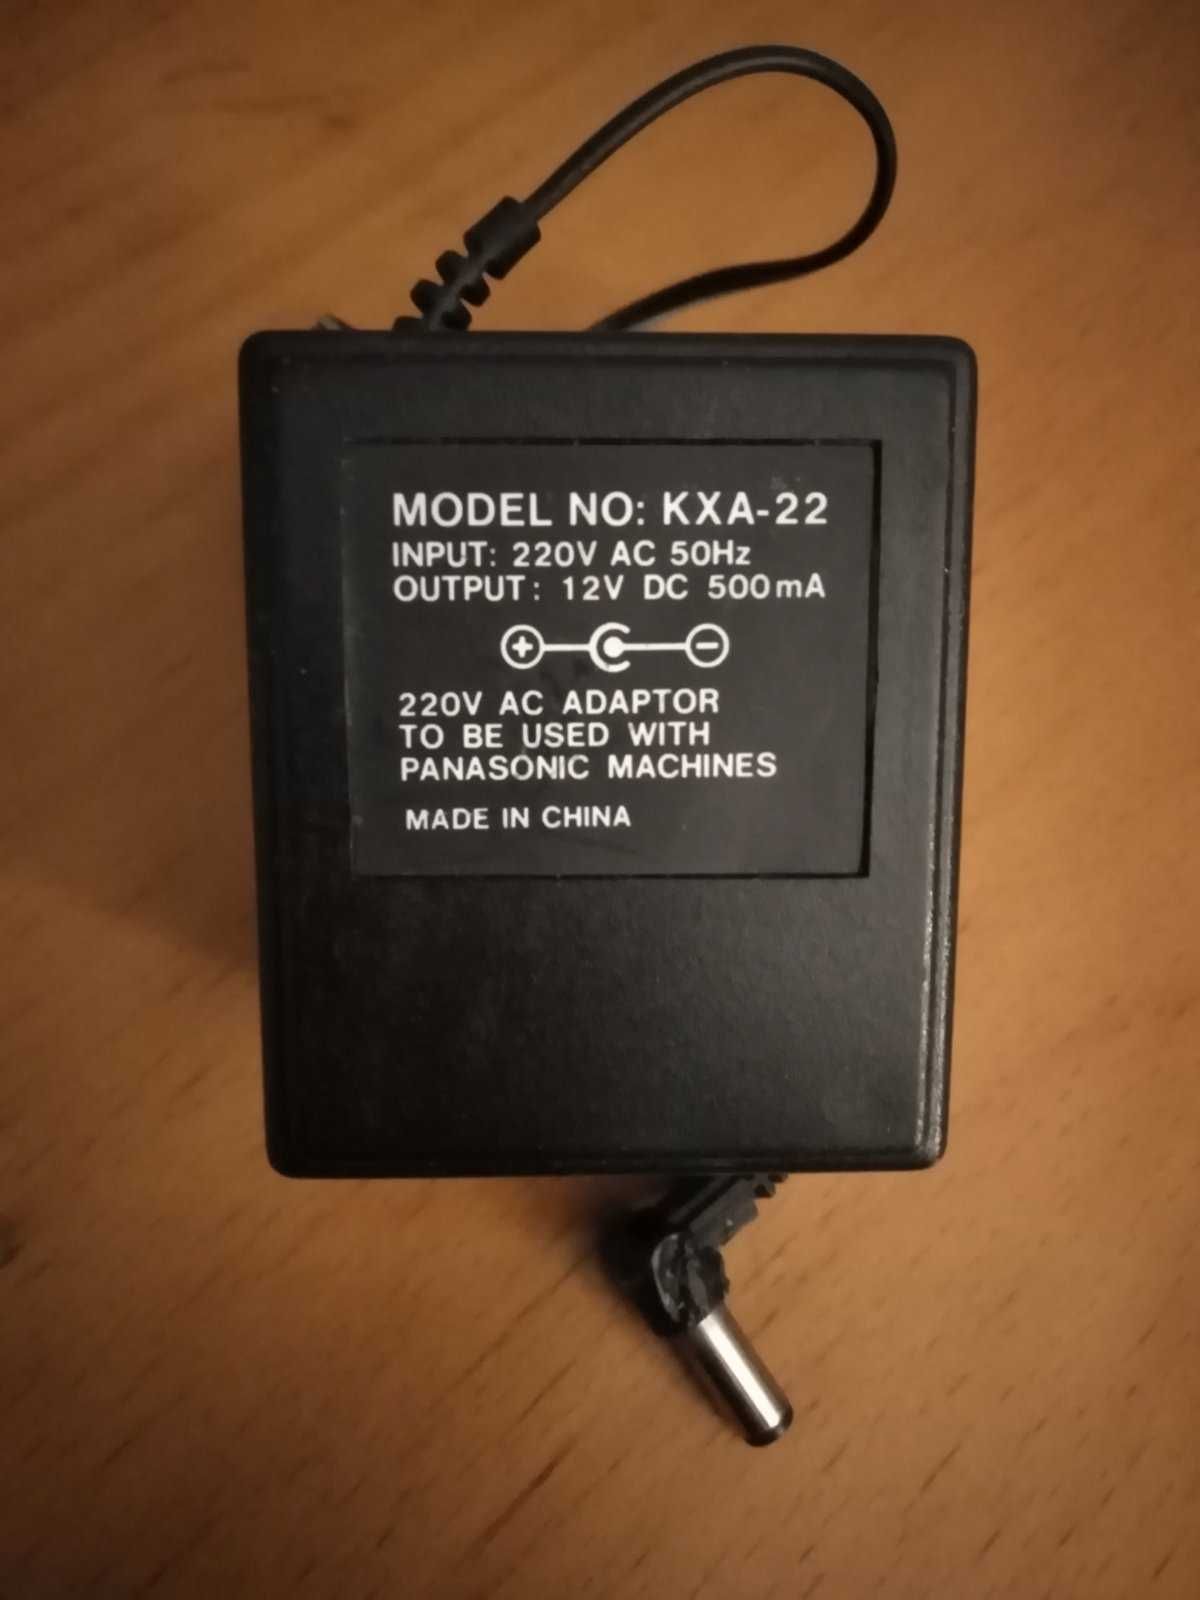 MODEL NO: KXA-22
INPUT: 220V AC 50Hz
OUTPUT: 12V DC 500mA
+ −
220V AC ADAPTOR
TO BE USED WITH
PANASONIC MACHINES
MADE IN CHINA